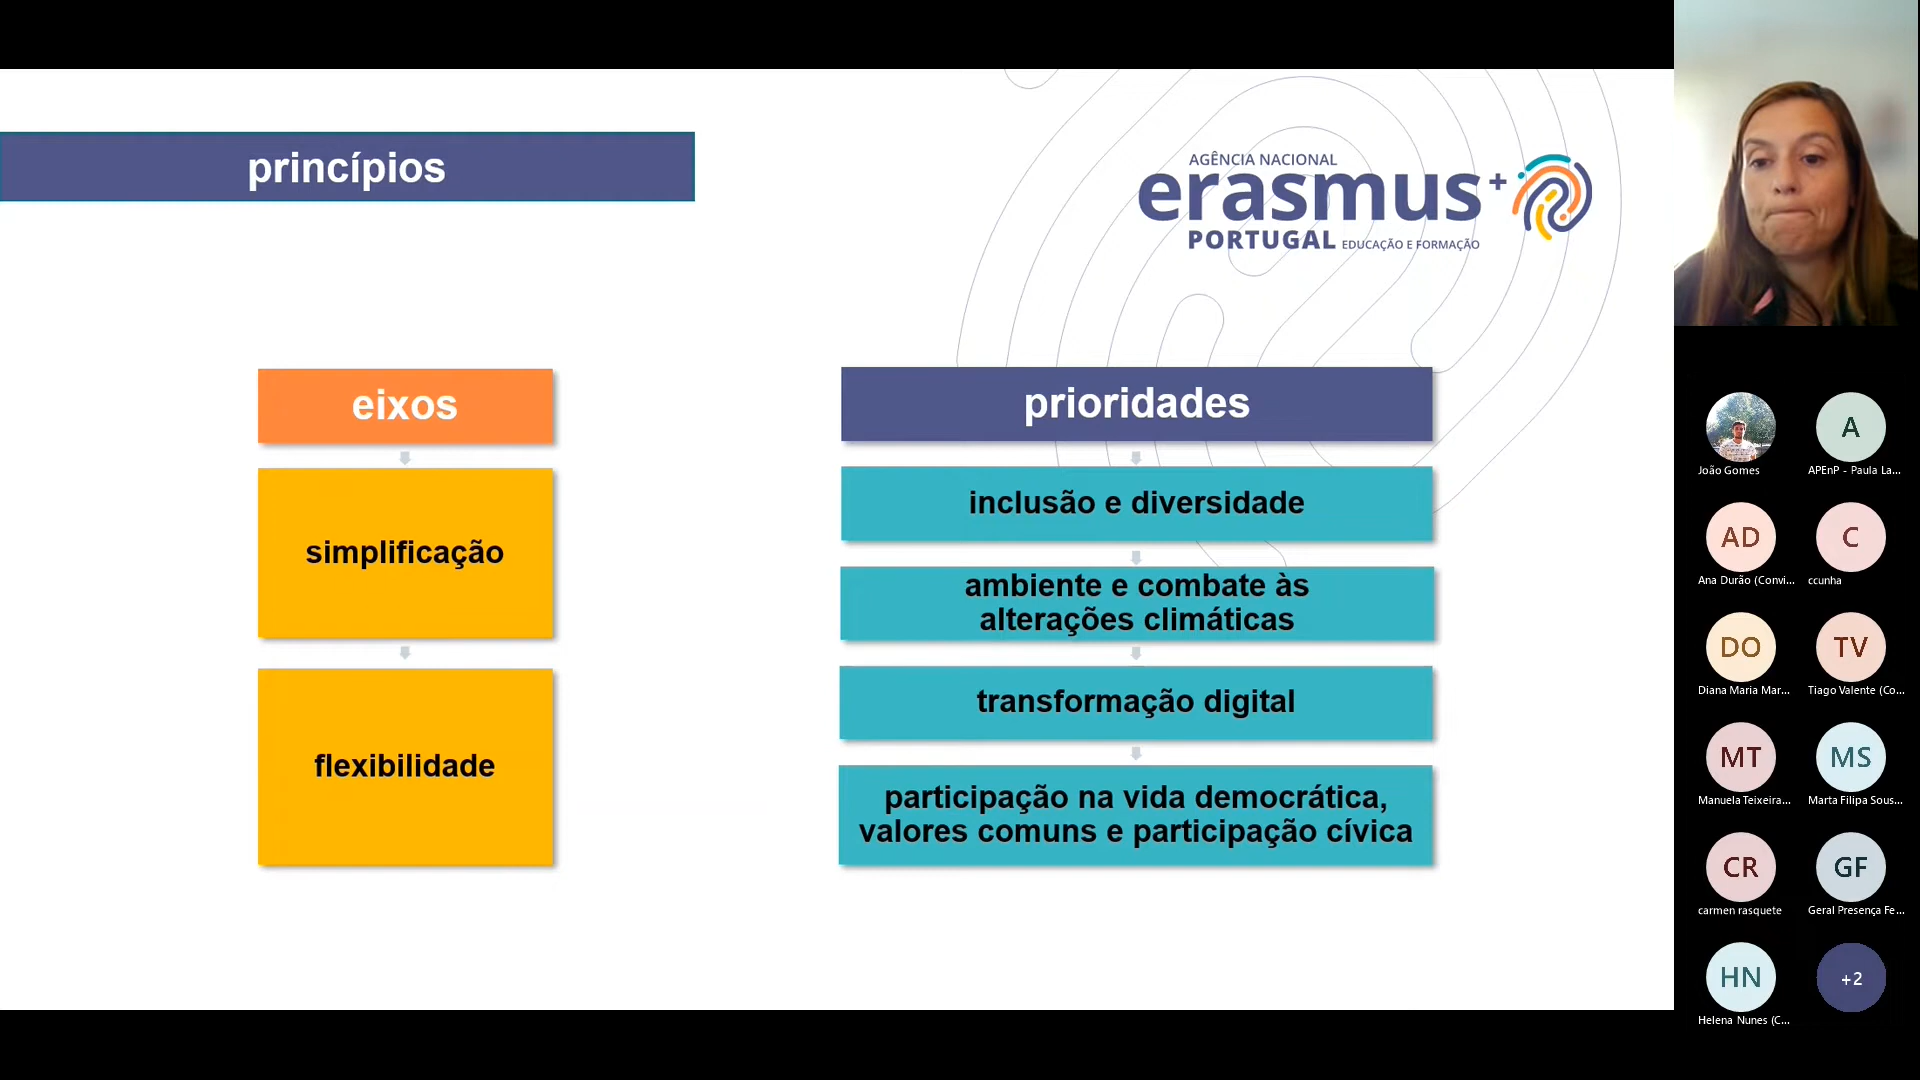 princípios
AGÊNCIA NACIONAL
erasmus+
PORTUGAL EDUCAÇÃO E FORMAÇÃO
eixos
simplificação
flexibilidade
prioridades
inclusão e diversidade
ambiente e combate às
alterações climáticas
transformação digital
participação na vida democrática,
valores comuns e participação cívica
João Gomes
A
APEnP - Paula La...
AD
Ana Durão (Convi...
C
ccunha
DO
Diana Maria Mar...
TV
Tiago Valente (Co...
MT
Manuela Teixeira...
MS
Marta Filipa Sous...
CR
carmen rasquete
GF
Geral Presença Fe...
HN
Helena Nunes (C...
+2